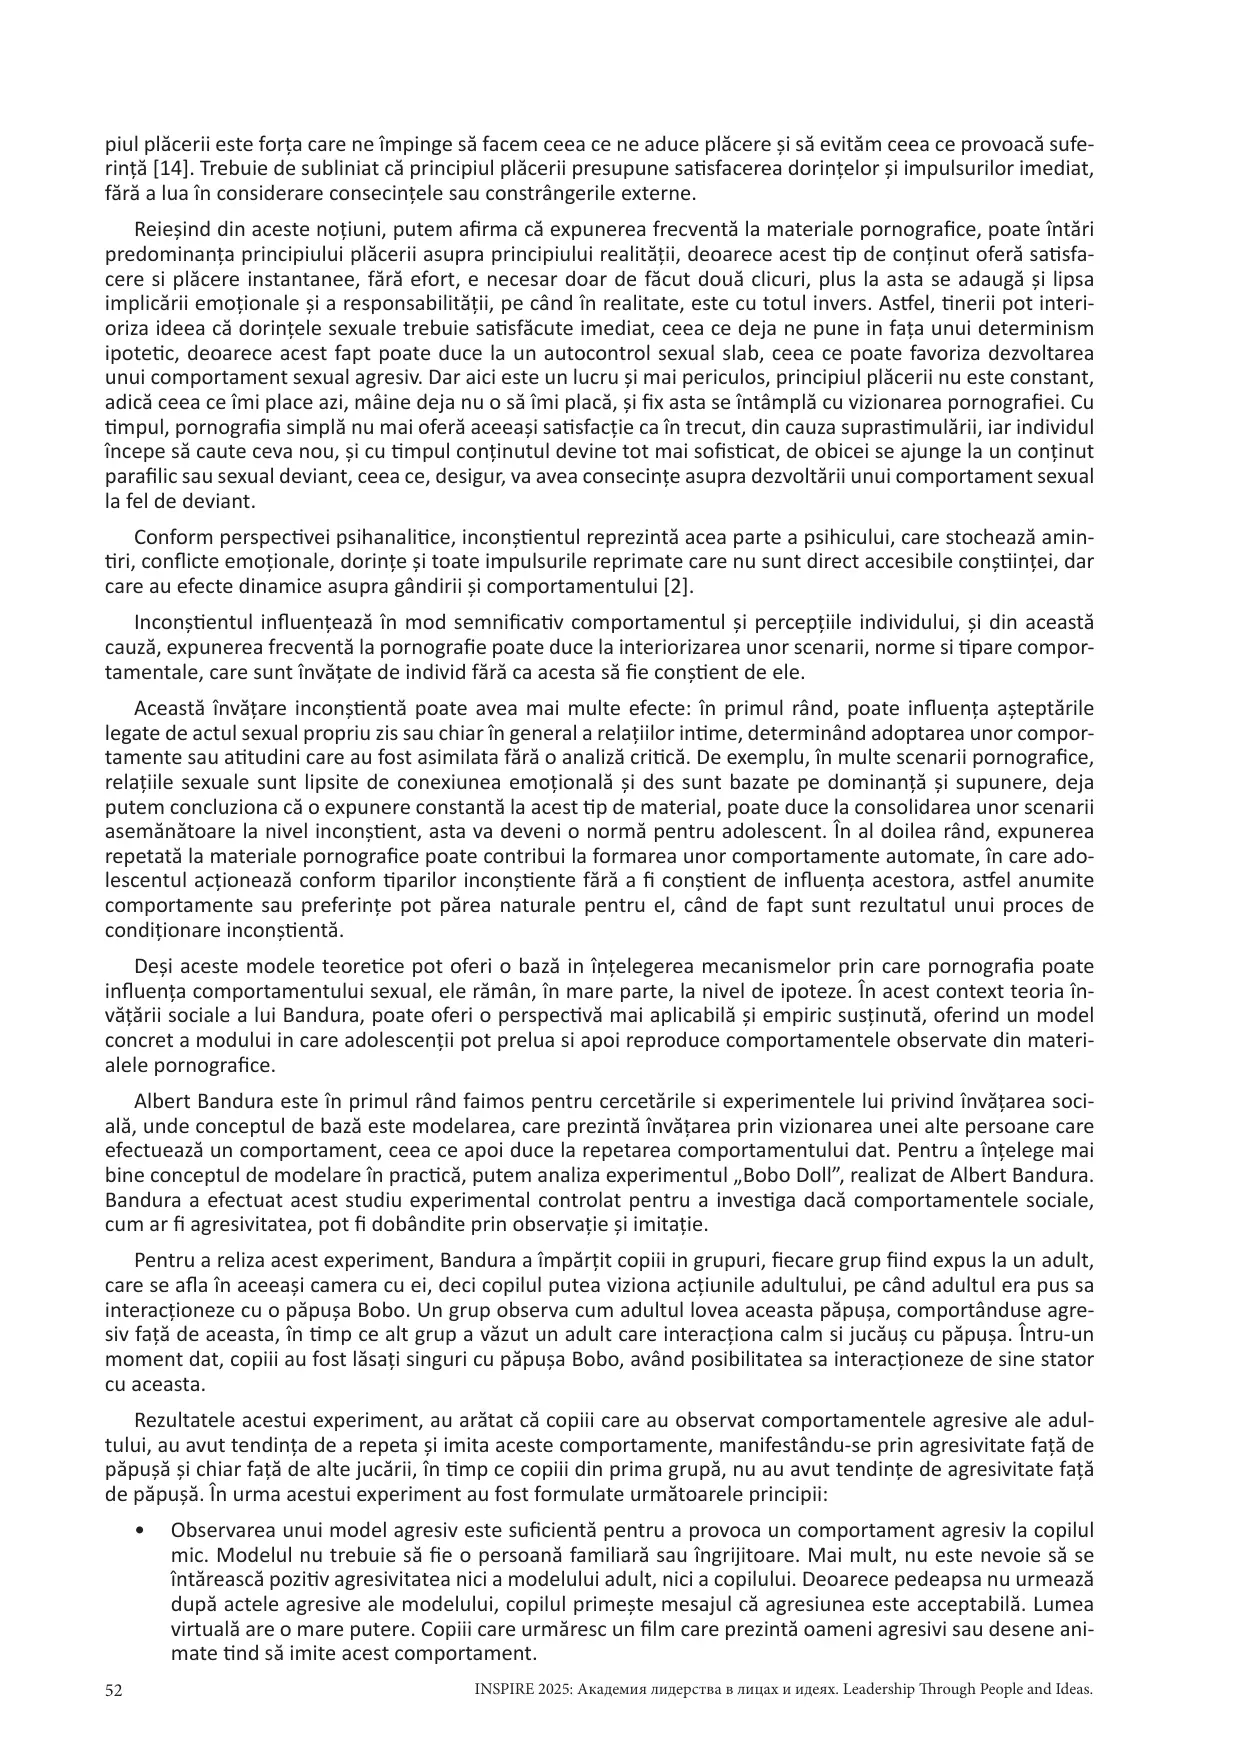 piul plăcerii este forța care ne împinge să facem ceea ce ne aduce plăcere și să evităm ceea ce provoacă sufe-
rință [14]. Trebuie de subliniat că principiul plăcerii presupune satisfacerea dorințelor și impulsurilor imediat,
fără a lua în considerare consecințele sau constrângerile externe.
Reieșind din aceste noțiuni, putem afirma că expunerea frecventă la materiale pornografice, poate întări
predominanța principiului plăcerii asupra principiului realității, deoarece acest tip de conținut oferă satisfa-
cere si plăcere instantanee, fără efort, e necesar doar de făcut două clicuri, plus la asta se adaugă și lipsa
implicării emoționale și a responsabilității, pe când în realitate, este cu totul invers. Astfel, tinerii pot interi-
oriza ideea că dorințele sexuale trebuie satisfăcute imediat, ceea ce deja ne pune in fața unui determinism
ipotetic, deoarece acest fapt poate duce la un autocontrol sexual slab, ceea ce poate favoriza dezvoltarea
unui comportament sexual agresiv. Dar aici este un lucru și mai periculos, principiul plăcerii nu este constant,
adică ceea ce îmi place azi, mâine deja nu o să îmi placă, și fix asta se întâmplă cu vizionarea pornografiei. Cu
timpul, pornografia simplă nu mai oferă aceeași satisfacție ca în trecut, din cauza suprastimulării, iar individul
începe să caute ceva nou, și cu timpul conținutul devine tot mai sofisticat, de obicei se ajunge la un conținut
parafilic sau sexual deviant, ceea ce, desigur, va avea consecințe asupra dezvoltării unui comportament sexual
la fel de deviant.
Conform perspectivei psihanalitice, inconștientul reprezintă acea parte a psihicului, care stochează amin-
tiri, conflicte emoționale, dorințe și toate impulsurile reprimate care nu sunt direct accesibile conștiinței, dar
care au efecte dinamice asupra gândirii și comportamentului [2].
Inconștientul influențează în mod semnificativ comportamentul și percepțiile individului, și din această
cauză, expunerea frecventă la pornografie poate duce la interiorizarea unor scenarii, norme si tipare compor-
tamentale, care sunt învățate de individ fără ca acesta să fie conștient de ele.
Această învățare inconștientă poate avea mai multe efecte: în primul rând, poate influența așteptările
legate de actul sexual propriu zis sau chiar în general a relațiilor intime, determinând adoptarea unor compor-
tamente sau atitudini care au fost asimilata fără o analiză critică. De exemplu, în multe scenarii pornografice,
relațiile sexuale sunt lipsite de conexiunea emoțională și des sunt bazate pe dominanță și supunere, deja
putem concluziona că o expunere constantă la acest tip de material, poate duce la consolidarea unor scenarii
asemănătoare la nivel inconștient, asta va deveni o normă pentru adolescent. În al doilea rând, expunerea
repetată la materiale pornografice poate contribui la formarea unor comportamente automate, în care ado-
lescentul acționează conform tiparilor inconștiente fără a fi conștient de influența acestora, astfel anumite
comportamente sau preferințe pot părea naturale pentru el, când de fapt sunt rezultatul unui proces de
condiționare inconștientă.
Deși aceste modele teoretice pot oferi o bază in înțelegerea mecanismelor prin care pornografia poate
influența comportamentului sexual, ele rămân, în mare parte, la nivel de ipoteze. În acest context teoria în-
vățării sociale a lui Bandura, poate oferi o perspectivă mai aplicabilă și empiric susținută, oferind un model
concret a modului in care adolescenții pot prelua si apoi reproduce comportamentele observate din materi-
alele pornografice.
Albert Bandura este în primul rând faimos pentru cercetările si experimentele lui privind învățarea soci-
ală, unde conceptul de bază este modelarea, care prezintă învățarea prin vizionarea unei alte persoane care
efectuează un comportament, ceea ce apoi duce la repetarea comportamentului dat. Pentru a înțelege mai
bine conceptul de modelare în practică, putem analiza experimentul „Bobo Doll”, realizat de Albert Bandura.
Bandura a efectuat acest studiu experimental controlat pentru a investiga dacă comportamentele sociale,
cum ar fi agresivitatea, pot fi dobândite prin observație și imitație.
Pentru a reliza acest experiment, Bandura a împărțit copiii in grupuri, fiecare grup fiind expus la un adult,
care se afla în aceeași camera cu ei, deci copilul putea viziona acțiunile adultului, pe când adultul era pus sa
interacționeze cu o păpușa Bobo. Un grup observa cum adultul lovea aceasta păpușa, comportânduse agre-
siv față de aceasta, în timp ce alt grup a văzut un adult care interacționa calm si jucăuș cu păpușa. Întru-un
moment dat, copiii au fost lăsați singuri cu păpușa Bobo, având posibilitatea sa interacționeze de sine stator
cu aceasta.
Rezultatele acestui experiment, au arătat că copiii care au observat comportamentele agresive ale adul-
tului, au avut tendința de a repeta și imita aceste comportamente, manifestându-se prin agresivitate față de
păpușă și chiar față de alte jucării, în timp ce copiii din prima grupă, nu au avut tendințe de agresivitate față
de păpușă. În urma acestui experiment au fost formulate următoarele principii:
• Observarea unui model agresiv este suficientă pentru a provoca un comportament agresiv la copilul
mic. Modelul nu trebuie să fie o persoană familiară sau îngrijitoare. Mai mult, nu este nevoie să se
întărească pozitiv agresivitatea nici a modelului adult, nici a copilului. Deoarece pedeapsa nu urmează
după actele agresive ale modelului, copilul primește mesajul că agresiunea este acceptabilă. Lumea
virtuală are o mare putere. Copiii care urmăresc un film care prezintă oameni agresivi sau desene ani-
mate tind să imite acest comportament.
52 INSPIRE 2025: Академия лидерства в лицах и идеях. Leadership Through People and Ideas.